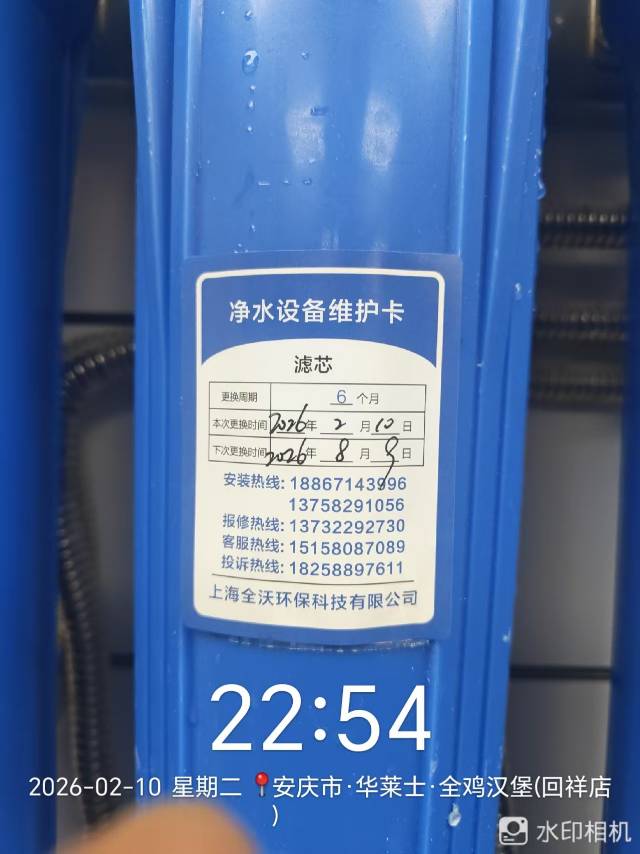 净水设备维护卡
滤芯
更换周期 6 个月
本次更换时间 2026年 2 月 10 日
下次更换时间 2026年 8 月 9 日
安装热线: 18867143996
13758291056
报修热线: 13732292730
客服热线: 15158087089
投诉热线: 18258897611
上海全沃环保科技有限公司
22:54
2026-02-10 星期二 📍安庆市·华莱士·全鸡汉堡(回祥店
)
水印相机